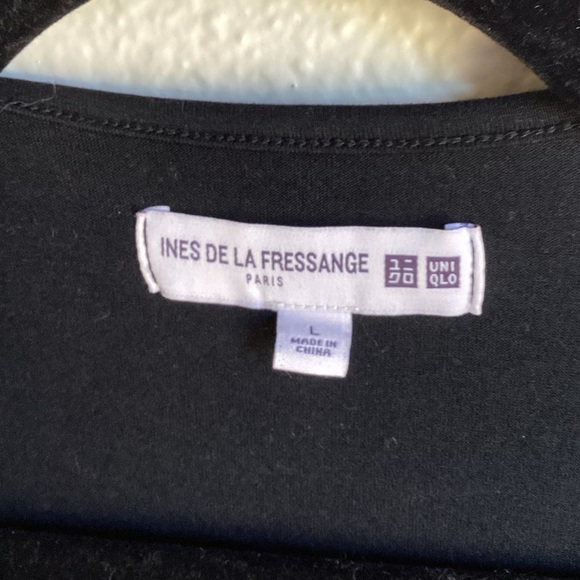 INES DE LA FRESSANGE
PARIS
ユニ
クロ
UNI
QLO
L
MADE IN
CHINA